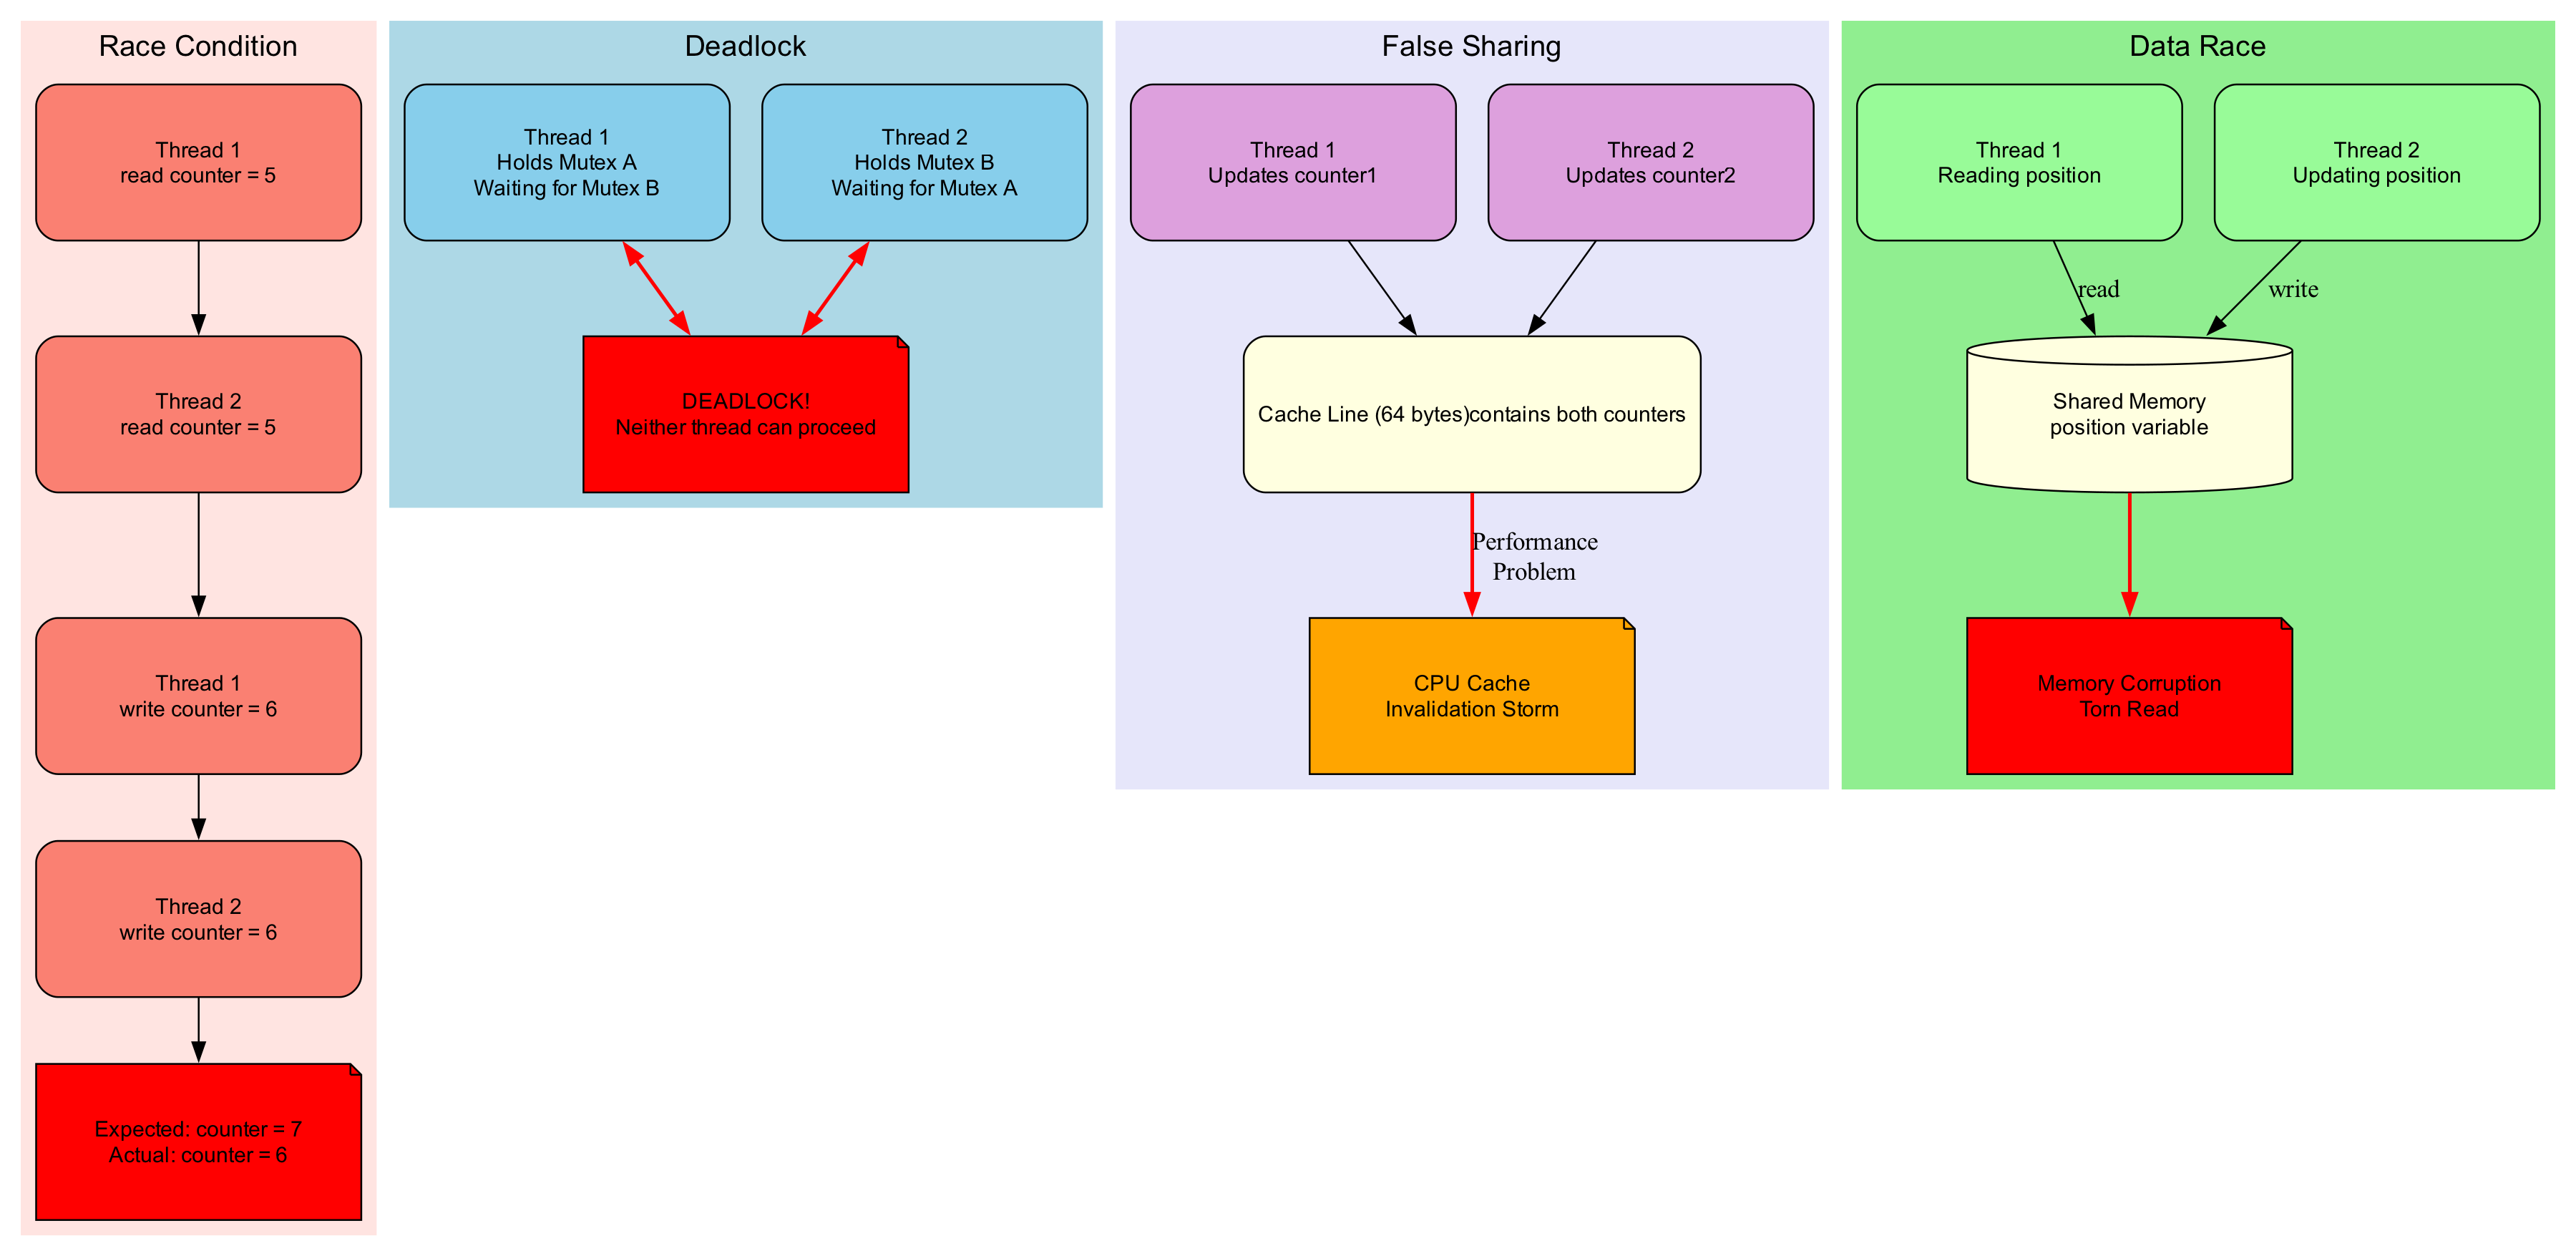 Race Condition
Thread 1
read counter = 5
Thread 2
read counter = 5
Thread 1
write counter = 6
Thread 2
write counter = 6
Expected: counter = 7
Actual: counter = 6
Deadlock
Thread 1
Holds Mutex A
Waiting for Mutex B
Thread 2
Holds Mutex B
Waiting for Mutex A
DEADLOCK!
Neither thread can proceed
False Sharing
Thread 1
Updates counter1
Thread 2
Updates counter2
Cache Line (64 bytes)contains both counters
Performance
Problem
CPU Cache
Invalidation Storm
Data Race
Thread 1
Reading position
Thread 2
Updating position
read
write
Shared Memory
position variable
Memory Corruption
Torn Read